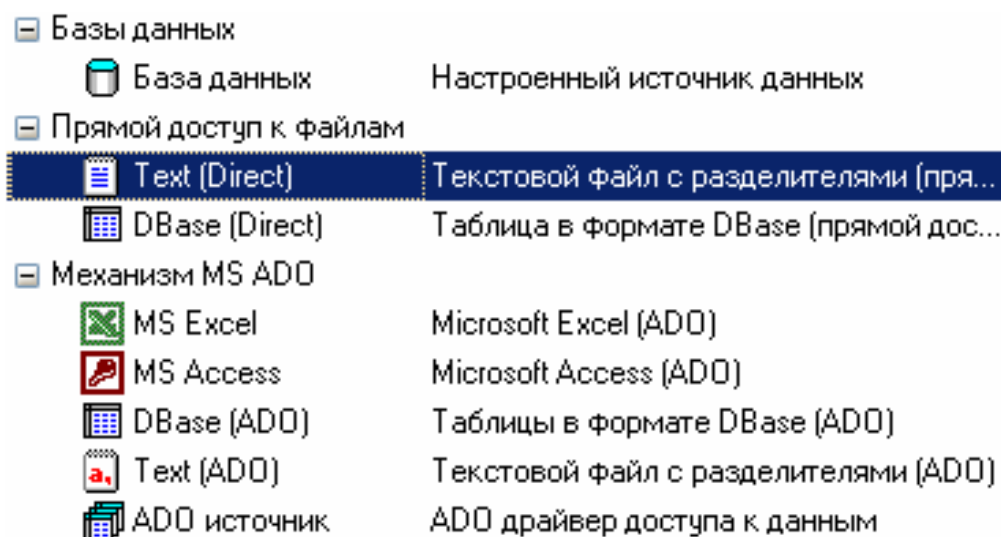 Базы данных
База данных Настроенный источник данных
Прямой доступ к файлам
Text (Direct) Текстовой файл с разделителями (пря...
DBase (Direct) Таблица в формате DBase (прямой дос...
Механизм MS ADO
MS Excel Microsoft Excel (ADO)
MS Access Microsoft Access (ADO)
DBase (ADO) Таблицы в формате DBase (ADO)
Text (ADO) Текстовой файл с разделителями (ADO)
ADO источник ADO драйвер доступа к данным